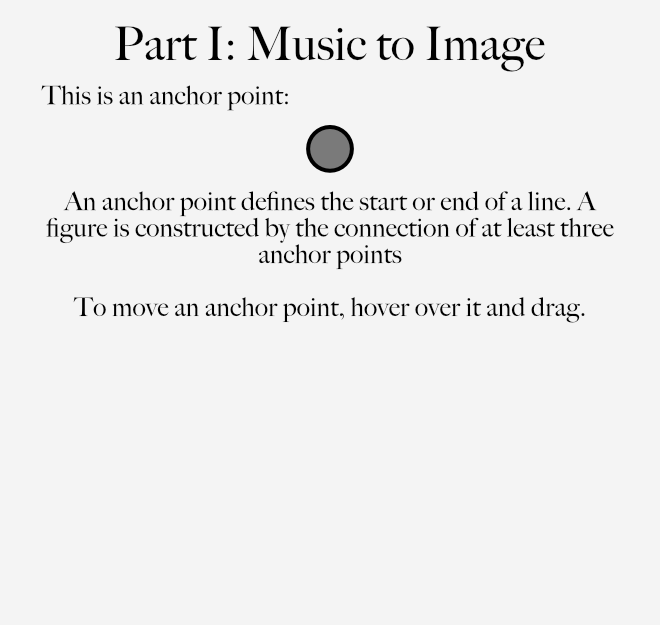 Part I: Music to Image
This is an anchor point:
An anchor point defines the start or end of a line. A
figure is constructed by the connection of at least three
anchor points
To move an anchor point, hover over it and drag.